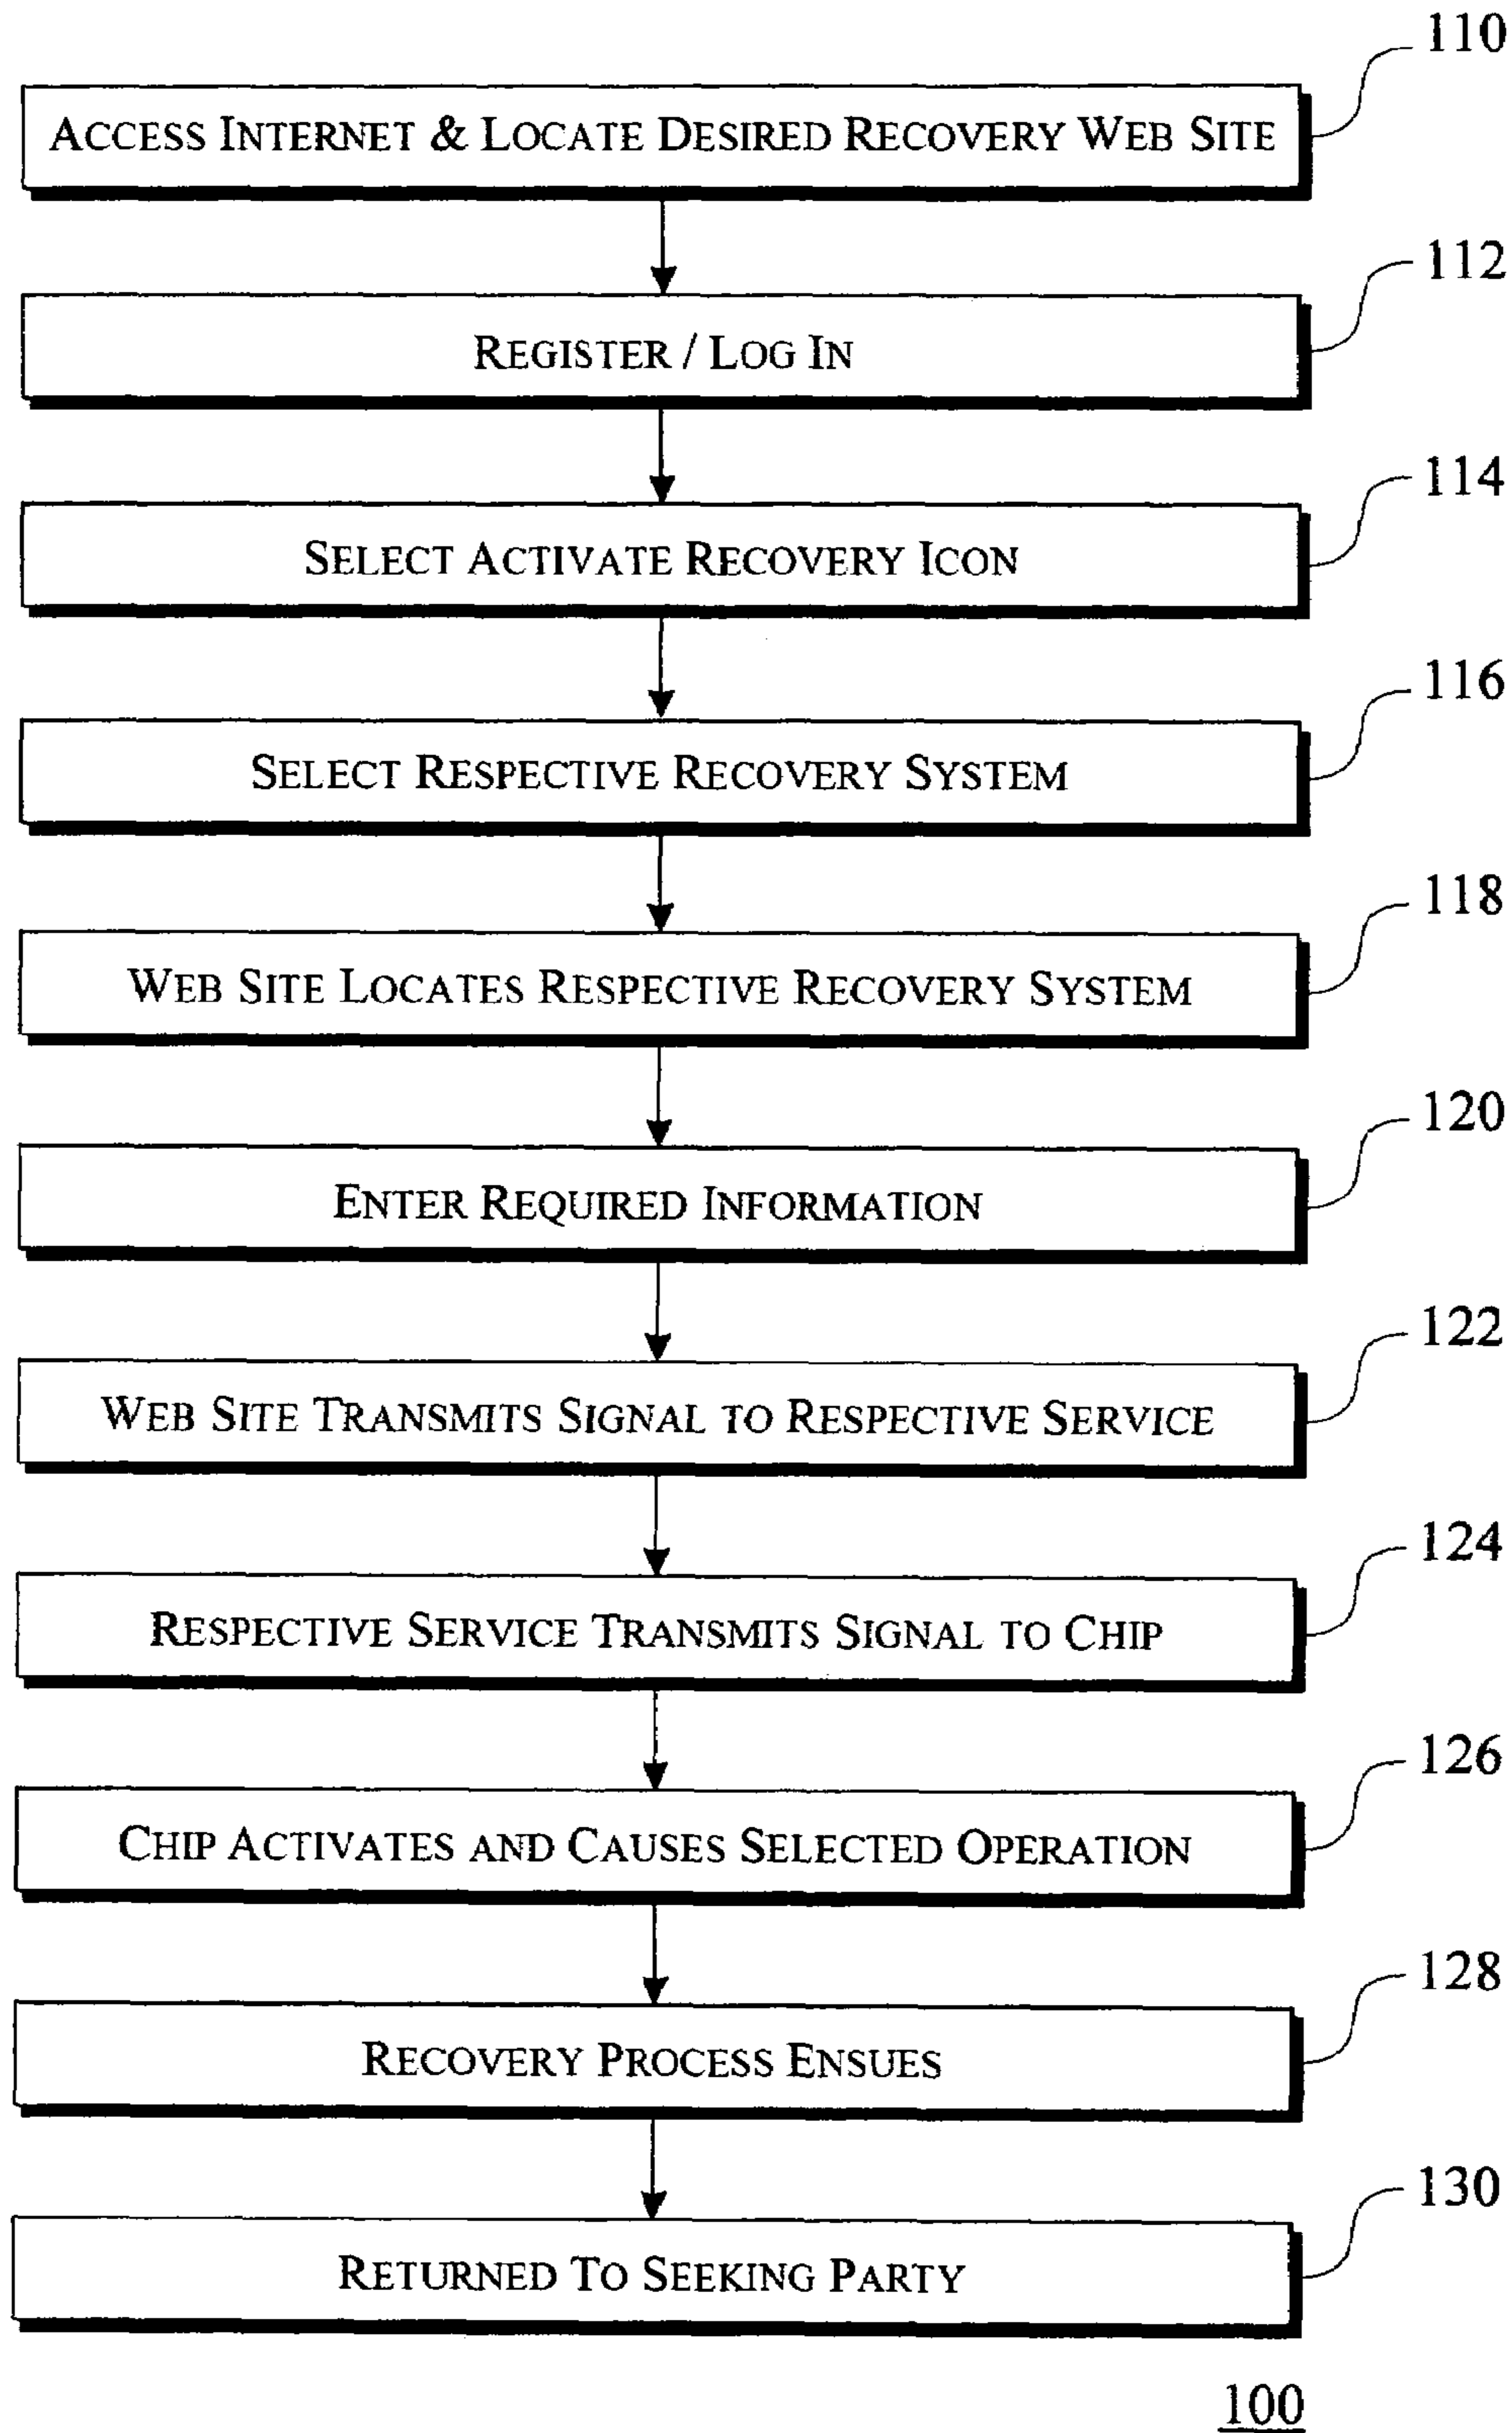 110
ACCESS INTERNET & LOCATE DESIRED RECOVERY WEB SITE
112
REGISTER / LOG IN
114
SELECT ACTIVATE RECOVERY ICON
116
SELECT RESPECTIVE RECOVERY SYSTEM
118
WEB SITE LOCATES RESPECTIVE RECOVERY SYSTEM
120
ENTER REQUIRED INFORMATION
122
WEB SITE TRANSMITS SIGNAL TO RESPECTIVE SERVICE
124
RESPECTIVE SERVICE TRANSMITS SIGNAL TO CHIP
126
CHIP ACTIVATES AND CAUSES SELECTED OPERATION
128
RECOVERY PROCESS ENSUES
130
RETURNED TO SEEKING PARTY
100